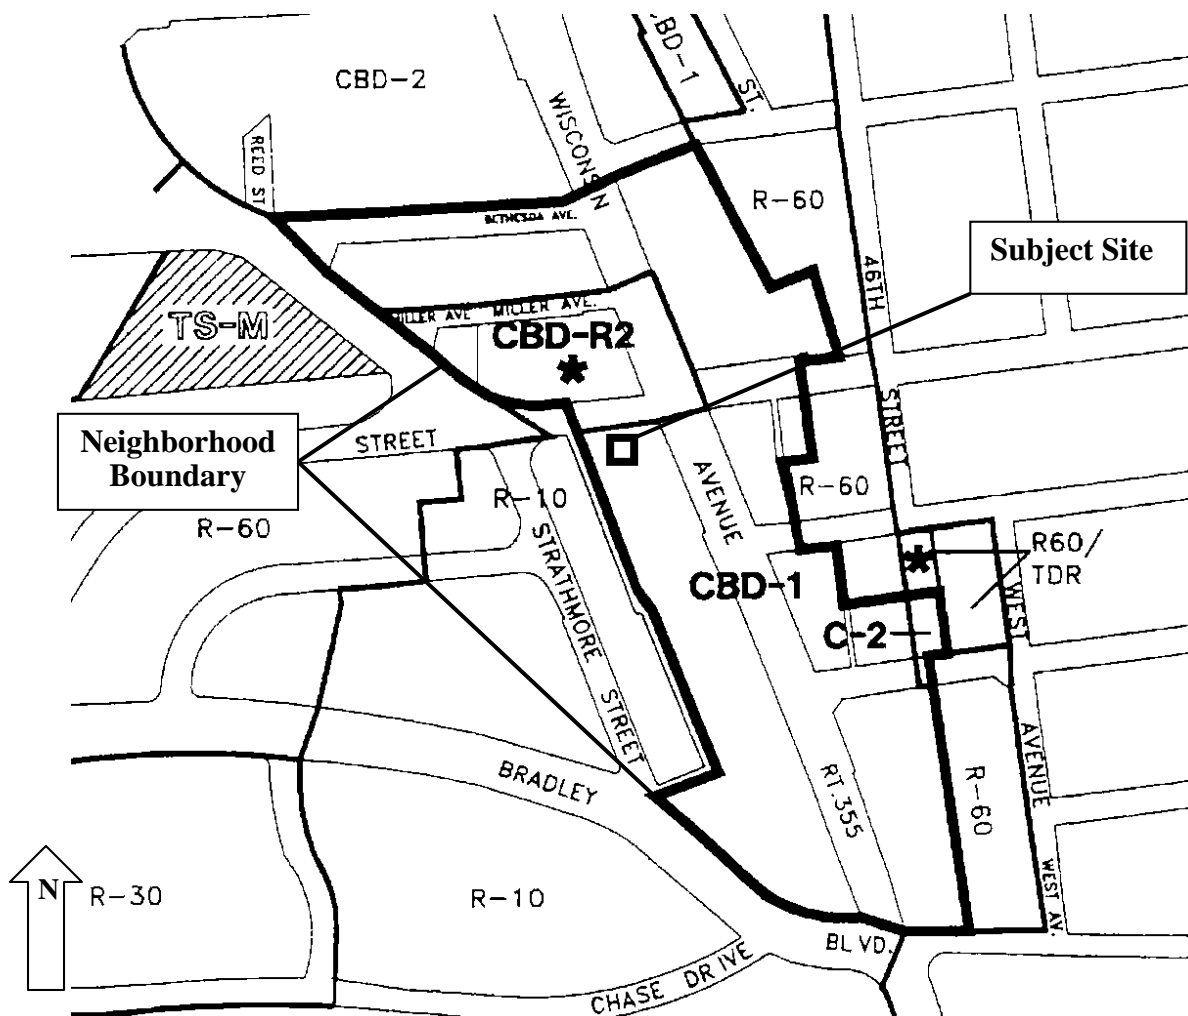 CBD-1
ST.
CBD-2
WISCONSIN
REED ST
R-60
BETHESDA AVE.
Subject Site
46TH
MILLER AVE.
TS-M
CBD-R2
*
STREET
Neighborhood
Boundary
STREET
R-10
R-60
R-60
AVENUE
STRATHMORE
STREET
*
R60/
TDR
WEST
CBD-1
C-2
AVENUE
BRADLEY
RT.355
R-60
N
R-30
R-10
WEST AV.
BLVD.
CHASE DRIVE